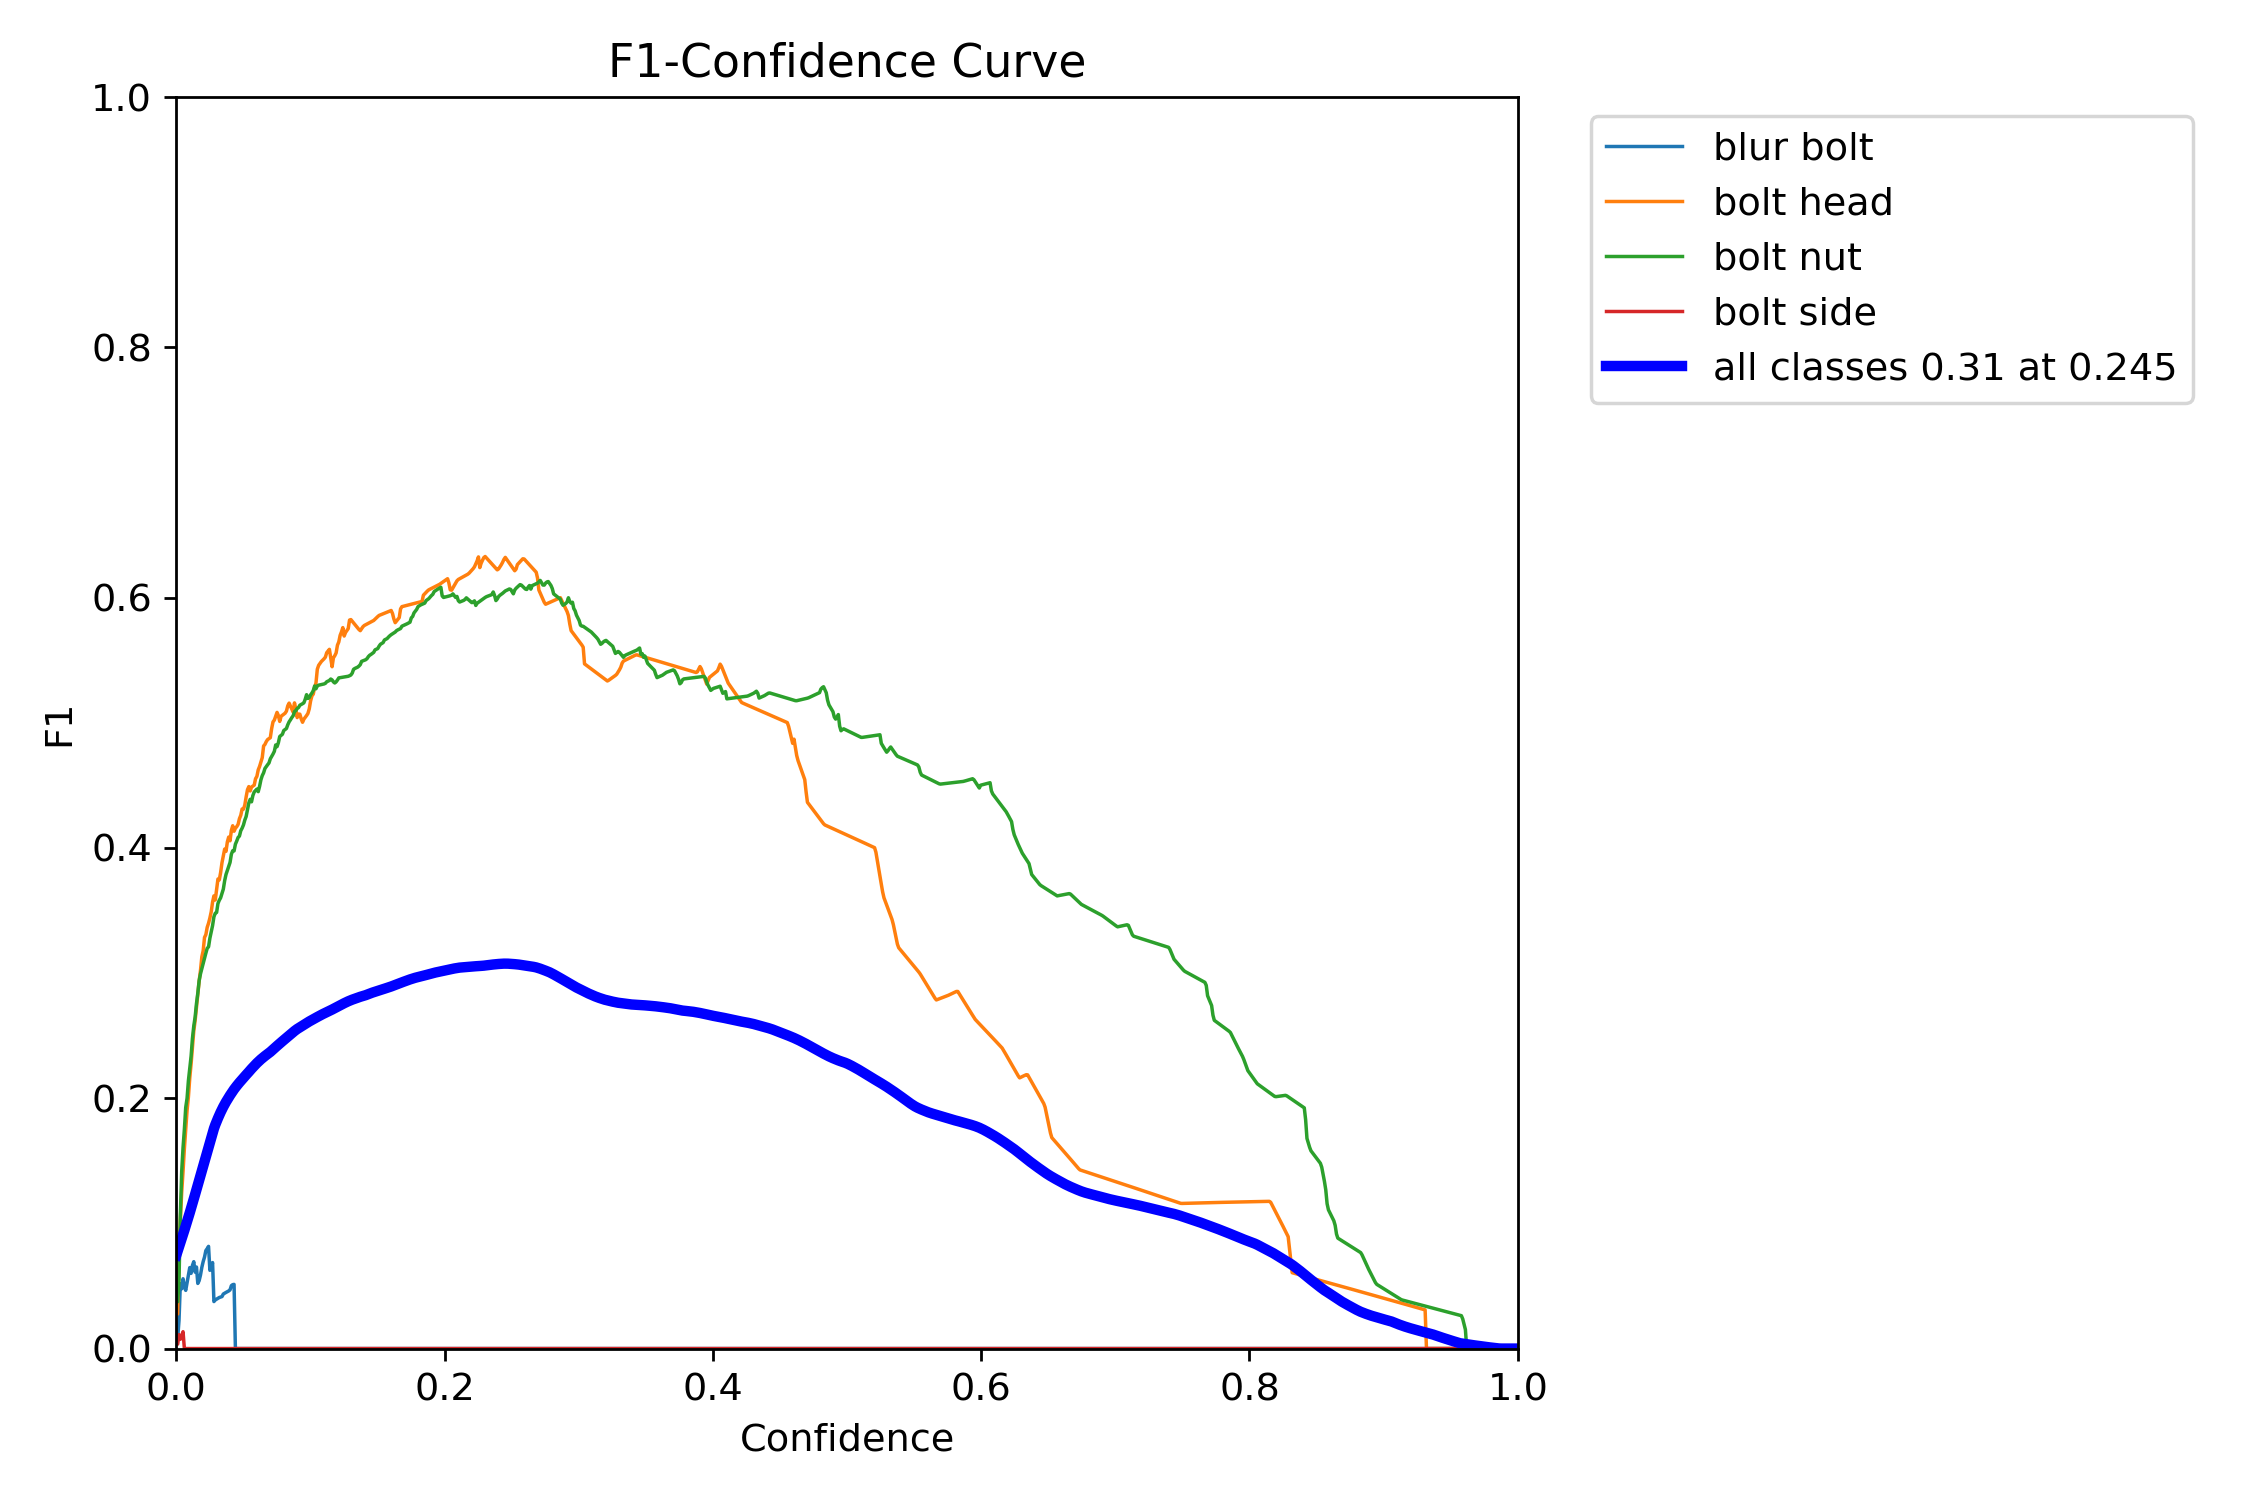 F1-Confidence Curve
1.0
0.8
0.6
0.4
0.2
0.0
F1
0.0 0.2 0.4 0.6 0.8 1.0
Confidence
blur bolt
bolt head
bolt nut
bolt side
all classes 0.31 at 0.245